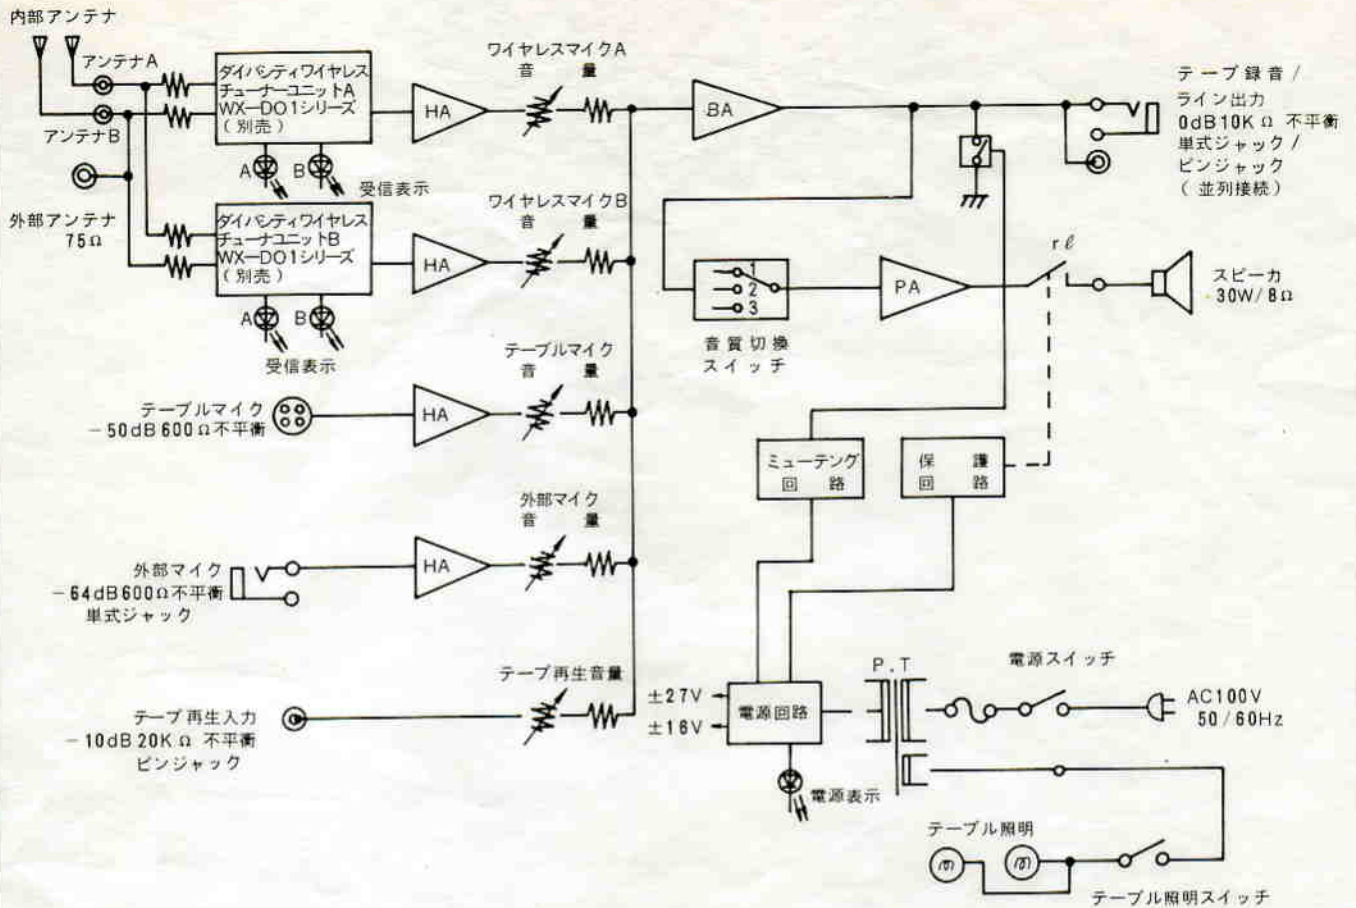 内部アンテナ
アンテナA
アンテナB
外部アンテナ
75Ω
ダイバシティワイヤレス
チューナーユニットA
WX−DO1シリーズ
(別売)
A
B
受信表示
ダイバシティワイヤレス
チューナユニットB
WX−DO1シリーズ
(別売)
A
B
受信表示
HA
ワイヤレスマイクA
音 量
HA
ワイヤレスマイクB
音 量
テーブルマイク
−50dB 600Ω不平衡
HA
テーブルマイク
音 量
外部マイク
−64dB 600Ω不平衡
単式ジャック
HA
外部マイク
音 量
テープ再生入力
−10dB 20KΩ 不平衡
ピンジャック
テープ再生音量
BA
テープ録音/
ライン出力
0dB 10KΩ 不平衡
単式ジャック/
ピンジャック
(並列接続)
1
2
3
音質切換
スイッチ
PA
rℓ
スピーカ
30W/8Ω
ミューテング
回 路
保 護
回 路
±27V
±16V
電源回路
電源表示
P.T
電源スイッチ
AC100V
50/60Hz
テーブル照明
テーブル照明スイッチ